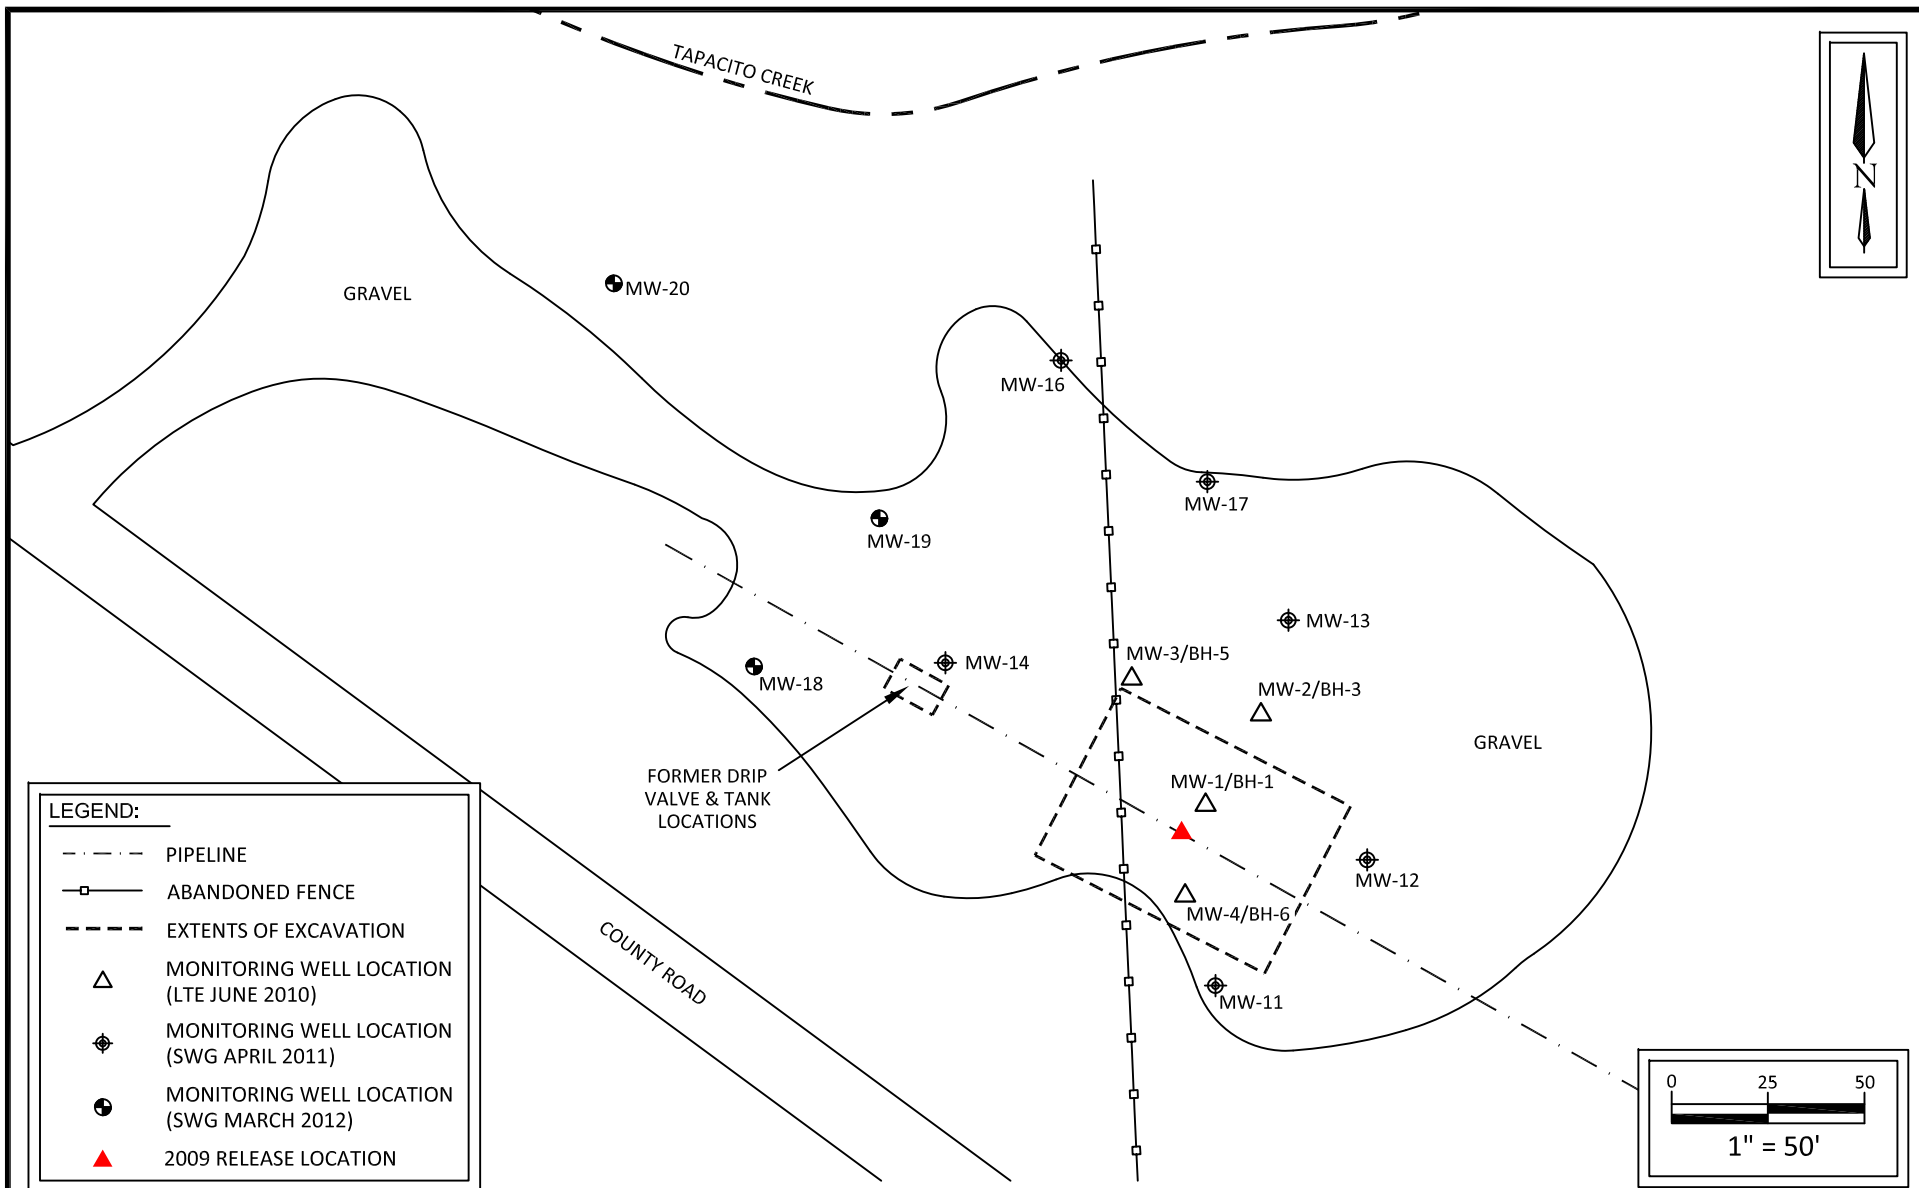 TAPACITO CREEK
N
GRAVEL
MW-20
MW-16
MW-17
MW-19
MW-13
MW-3/BH-5
MW-14
MW-18
MW-2/BH-3
GRAVEL
FORMER DRIP
VALVE & TANK
LOCATIONS
MW-1/BH-1
MW-12
MW-4/BH-6
COUNTY ROAD
MW-11
LEGEND:
PIPELINE
ABANDONED FENCE
EXTENTS OF EXCAVATION
MONITORING WELL LOCATION
(LTE JUNE 2010)
MONITORING WELL LOCATION
(SWG APRIL 2011)
MONITORING WELL LOCATION
(SWG MARCH 2012)
2009 RELEASE LOCATION
0 25 50
1" = 50'